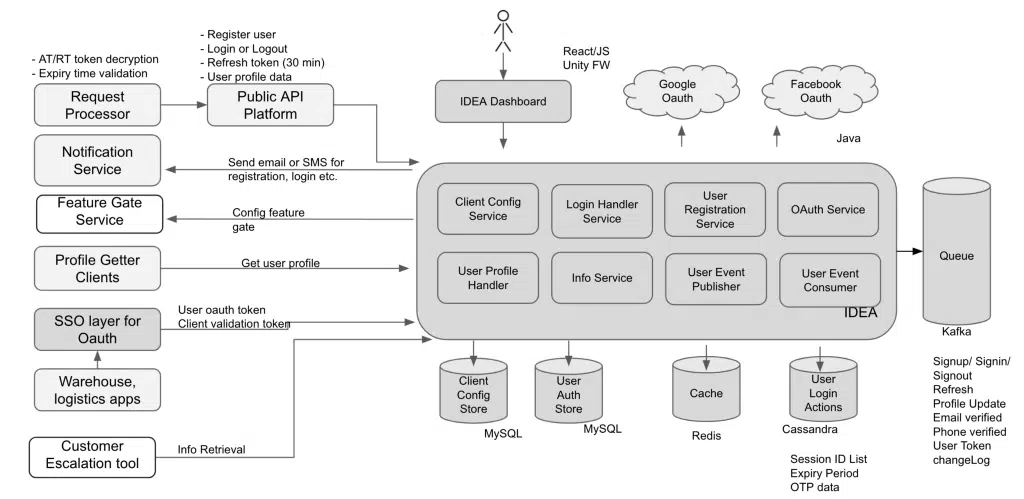 - Register user
- Login or Logout
- Refresh token (30 min)
- User profile data
- AT/RT token decryption
- Expiry time validation
Request
Processor
Public API
Platform
React/JS
Unity FW
IDEA Dashboard
Google
Oauth
Facebook
Oauth
Java
Notification
Service
Send email or SMS for
registration, login etc.
Feature Gate
Service
Config feature
gate
Profile Getter
Clients
Get user profile
SSO layer for
Oauth
User oauth token
Client validation token
Warehouse,
logistics apps
Customer
Escalation tool
Info Retrieval
Client Config
Service
Login Handler
Service
User
Registration
Service
OAuth Service
User Profile
Handler
Info Service
User Event
Publisher
User Event
Consumer
IDEA
Queue
Kafka
Client
Config
Store
MySQL
User
Auth
Store
MySQL
Cache
Redis
User
Login
Actions
Cassandra
Session ID List
Expiry Period
OTP data
Signup/ Signin/
Signout
Refresh
Profile Update
Email verified
Phone verified
User Token
changeLog